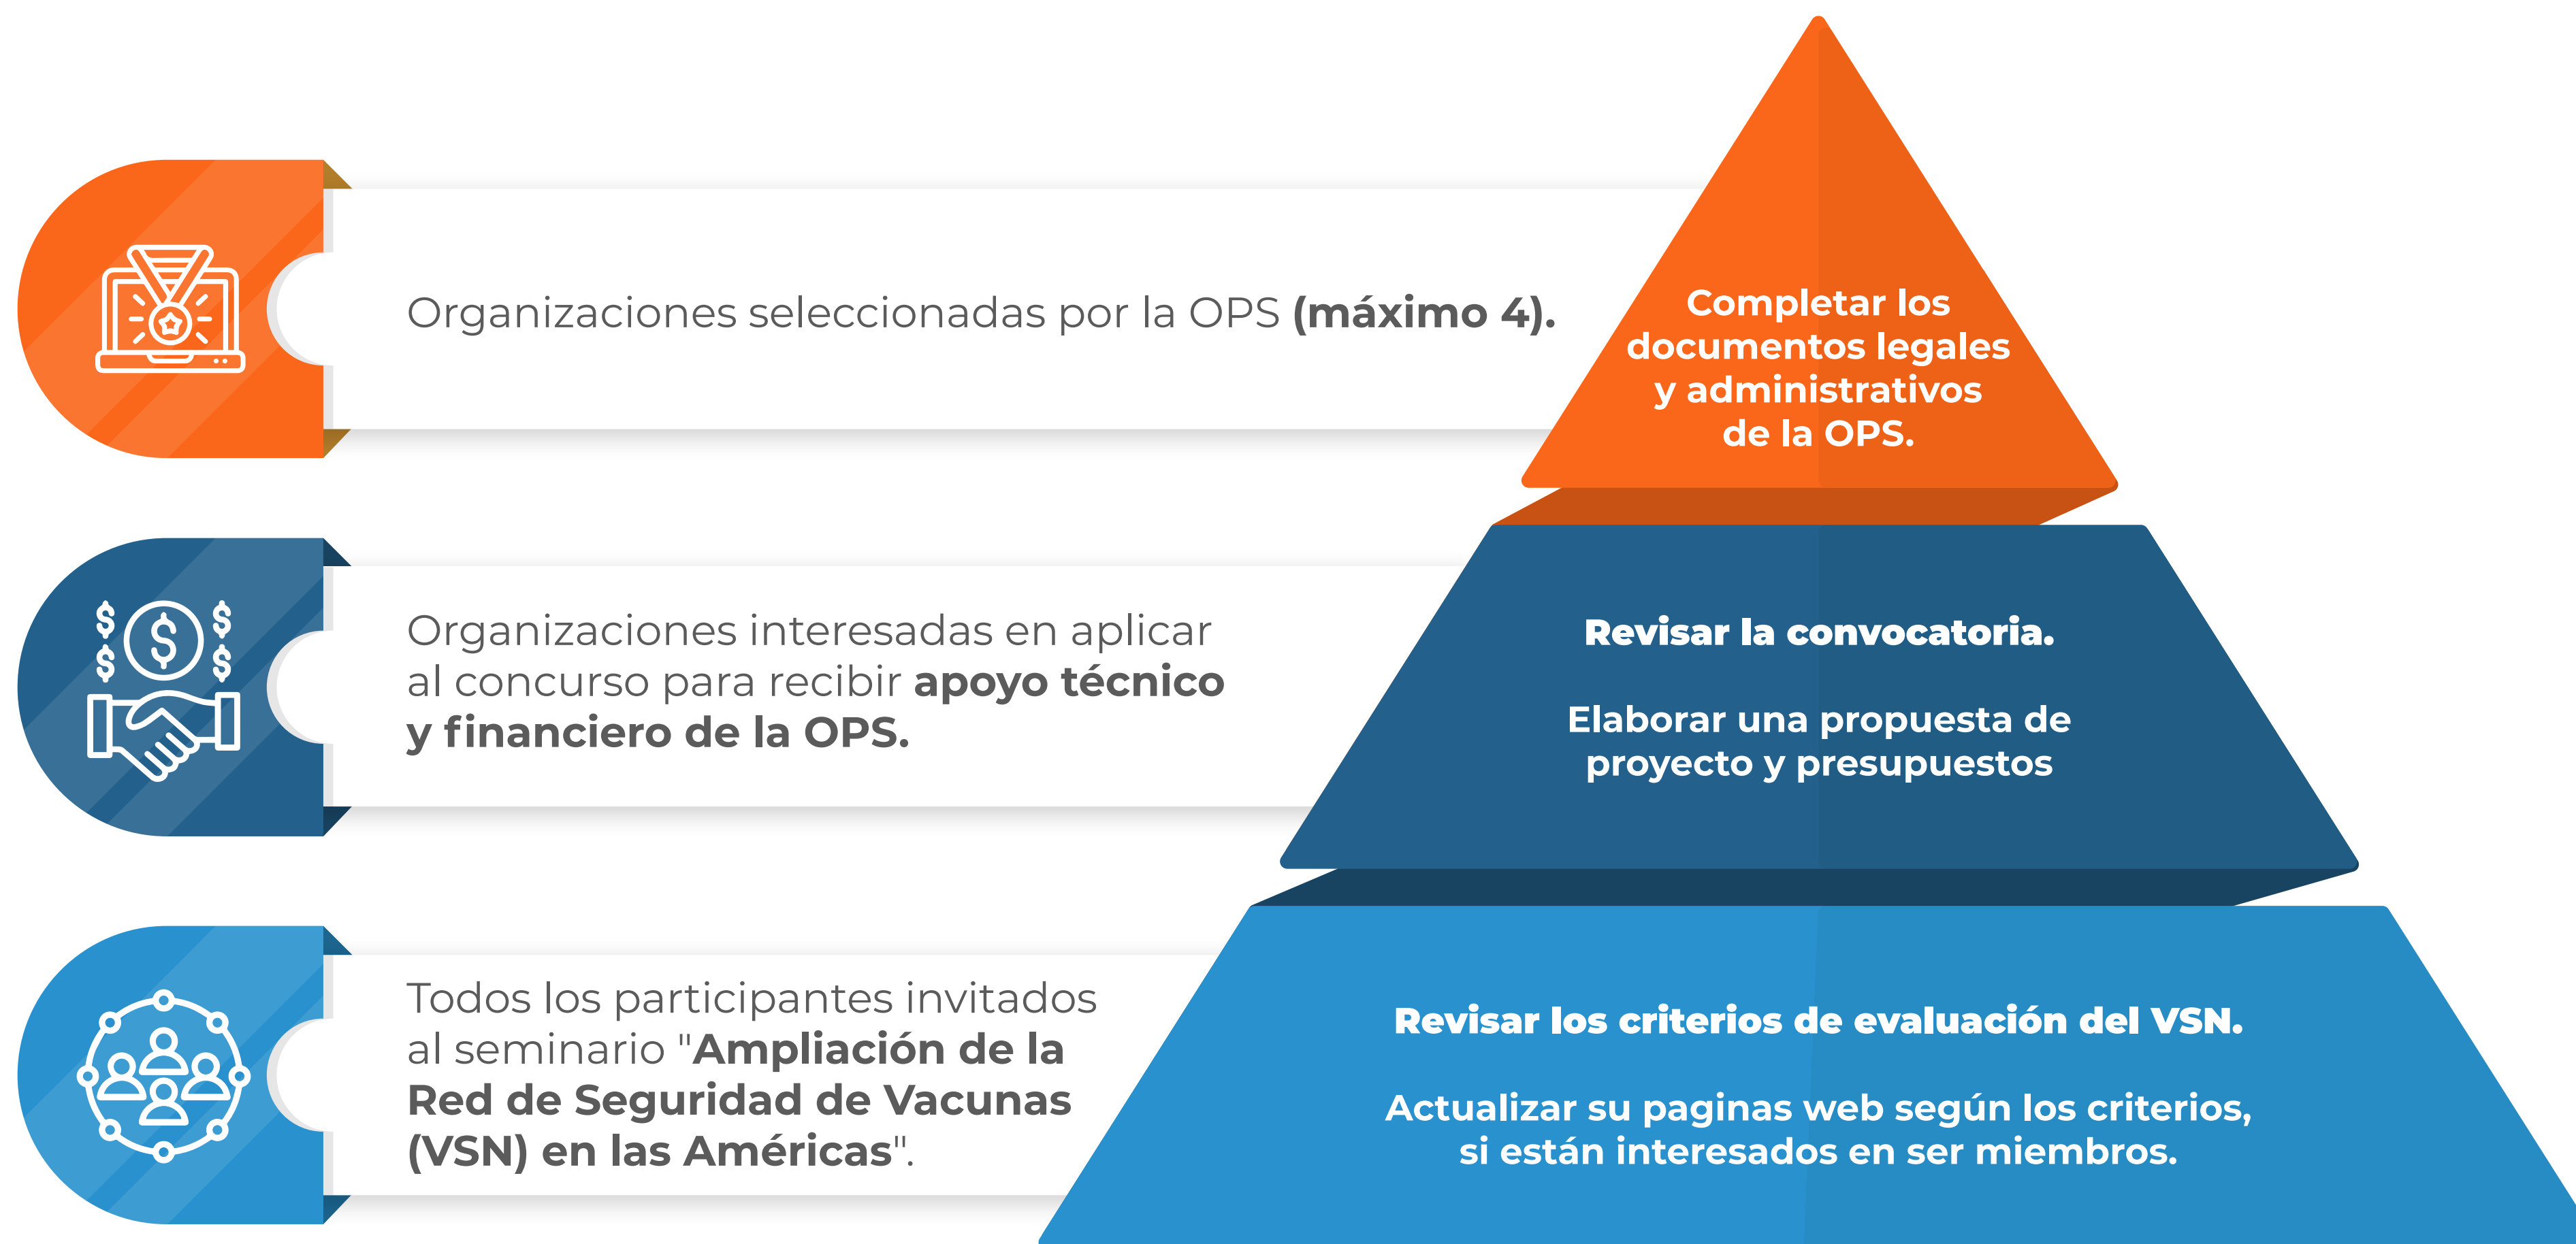 Organizaciones seleccionadas por la OPS (máximo 4).
Completar los
documentos legales
y administrativos
de la OPS.
Organizaciones interesadas en aplicar
al concurso para recibir apoyo técnico
y financiero de la OPS.
Revisar la convocatoria.
Elaborar una propuesta de
proyecto y presupuestos
Todos los participantes invitados
al seminario "Ampliación de la
Red de Seguridad de Vacunas
(VSN) en las Américas".
Revisar los criterios de evaluación del VSN.
Actualizar su paginas web según los criterios,
si están interesados en ser miembros.